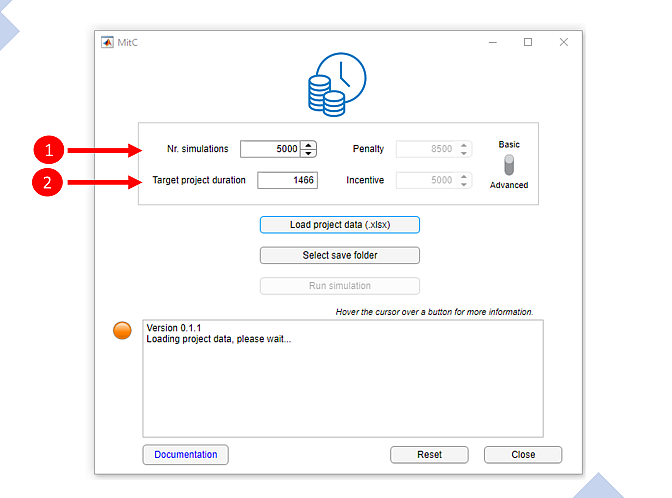 MitC
1 Nr. simulations 5000 Penalty 8500 Basic
2 Target project duration 1466 Incentive 5000 Advanced
Load project data (.xlsx)
Select save folder
Run simulation
Hover the cursor over a button for more information.
Version 0.1.1
Loading project data, please wait...
Documentation Reset Close